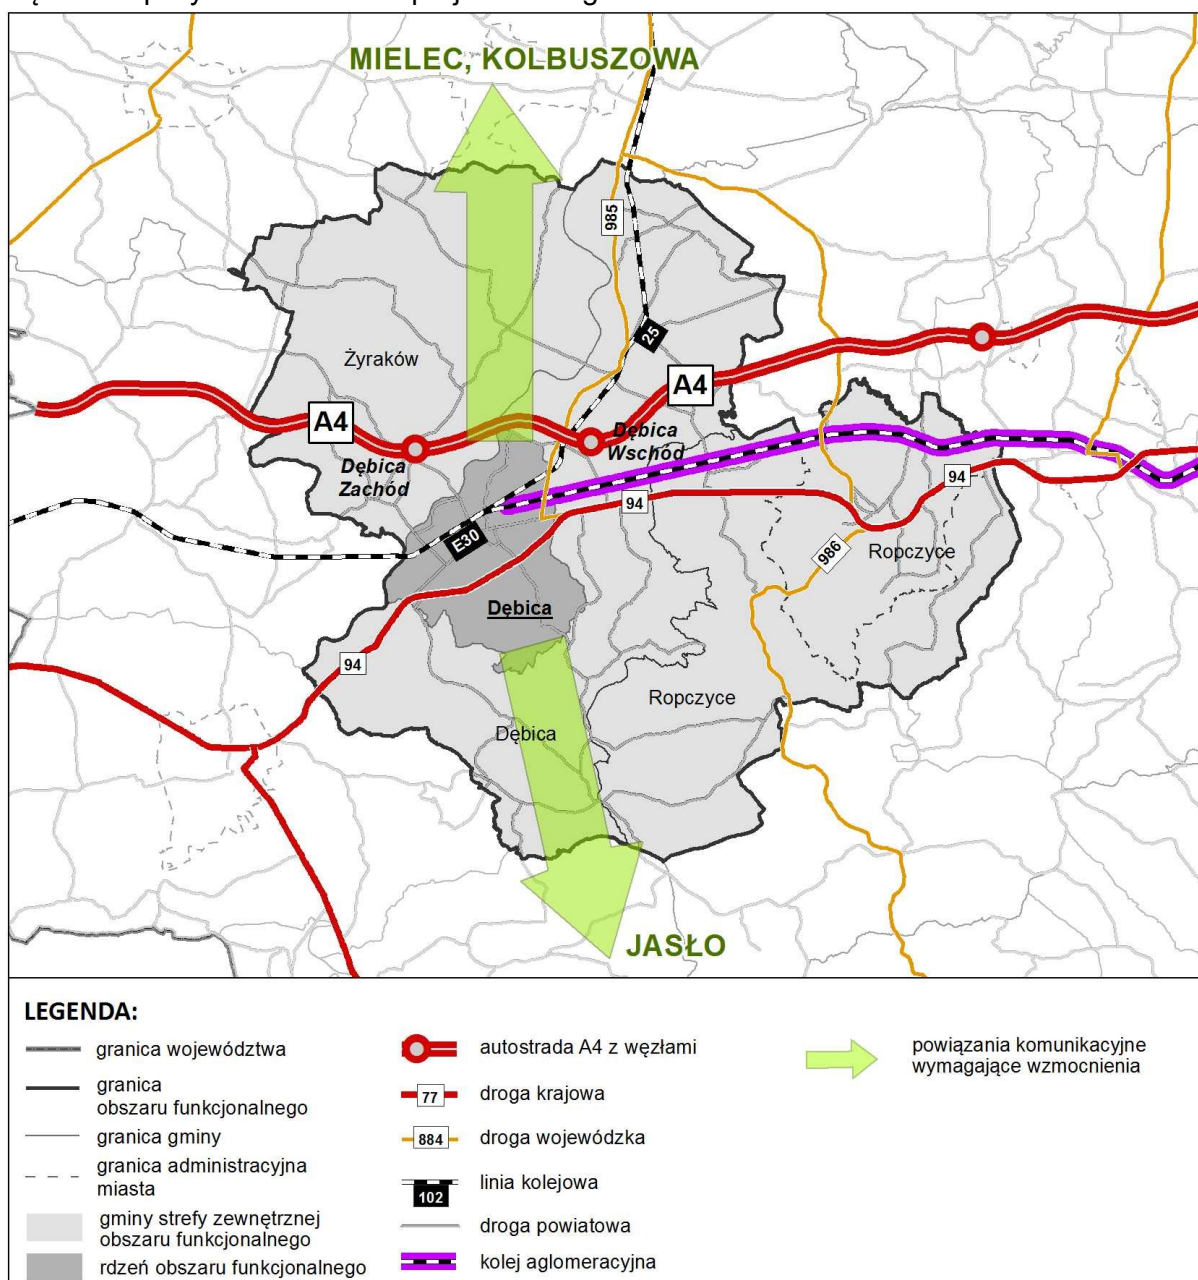 MIELEC, KOLBUSZOWA
985
25
Żyraków
A4
A4
Dębica
Wschód
Dębica
Zachód
94
94
E30
986
Ropczyce
Dębica
94
Ropczyce
Dębica
JASŁO
LEGENDA:
granica województwa
granica
obszaru funkcjonalnego
granica gminy
granica administracyjna
miasta
gminy strefy zewnętrznej
obszaru funkcjonalnego
rdzeń obszaru funkcjonalnego
autostrada A4 z węzłami
77 droga krajowa
884 droga wojewódzka
linia kolejowa
102
droga powiatowa
kolej aglomeracyjna
powiązania komunikacyjne
wymagające wzmocnienia